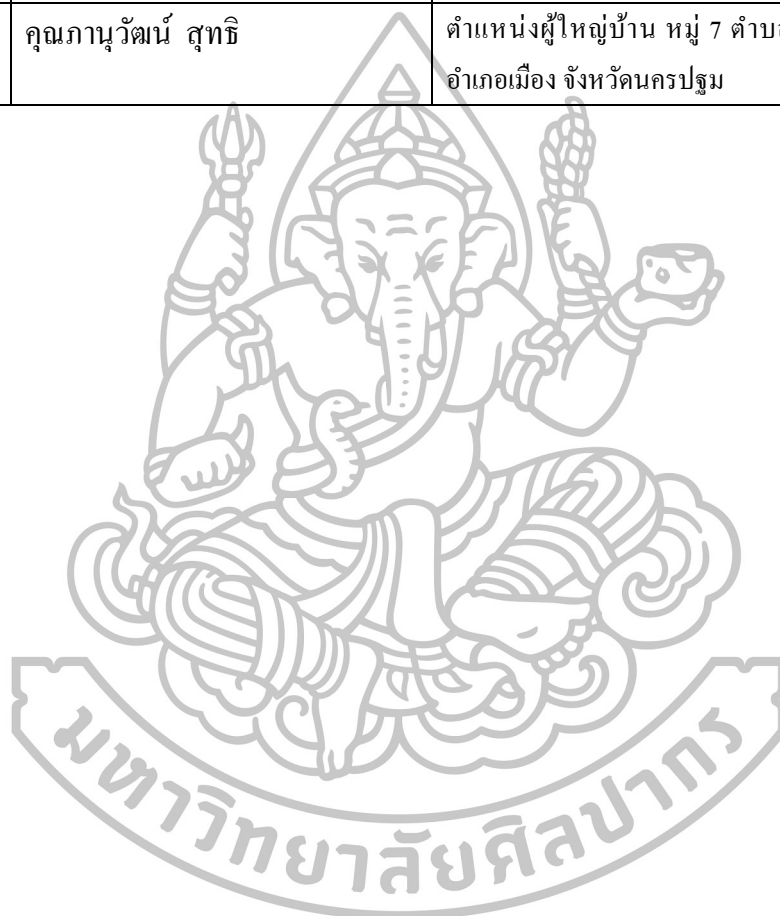 คุณภานุวัฒน์ สุทธิ
ตำแหน่งผู้ใหญ่บ้าน หมู่ 7
อำเภอเมือง จังหวัดนครปฐม
มหาวิทยาลัยศิลปากร